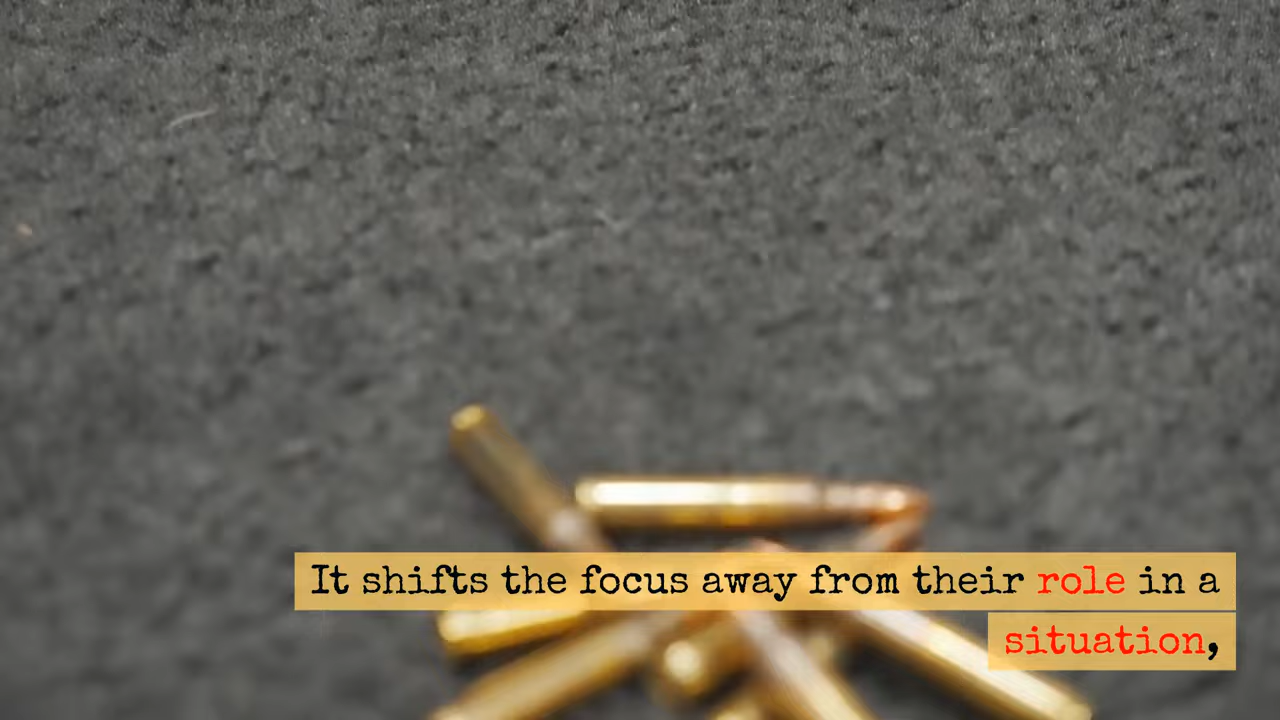 It shifts the focus away from their role in a
situation,